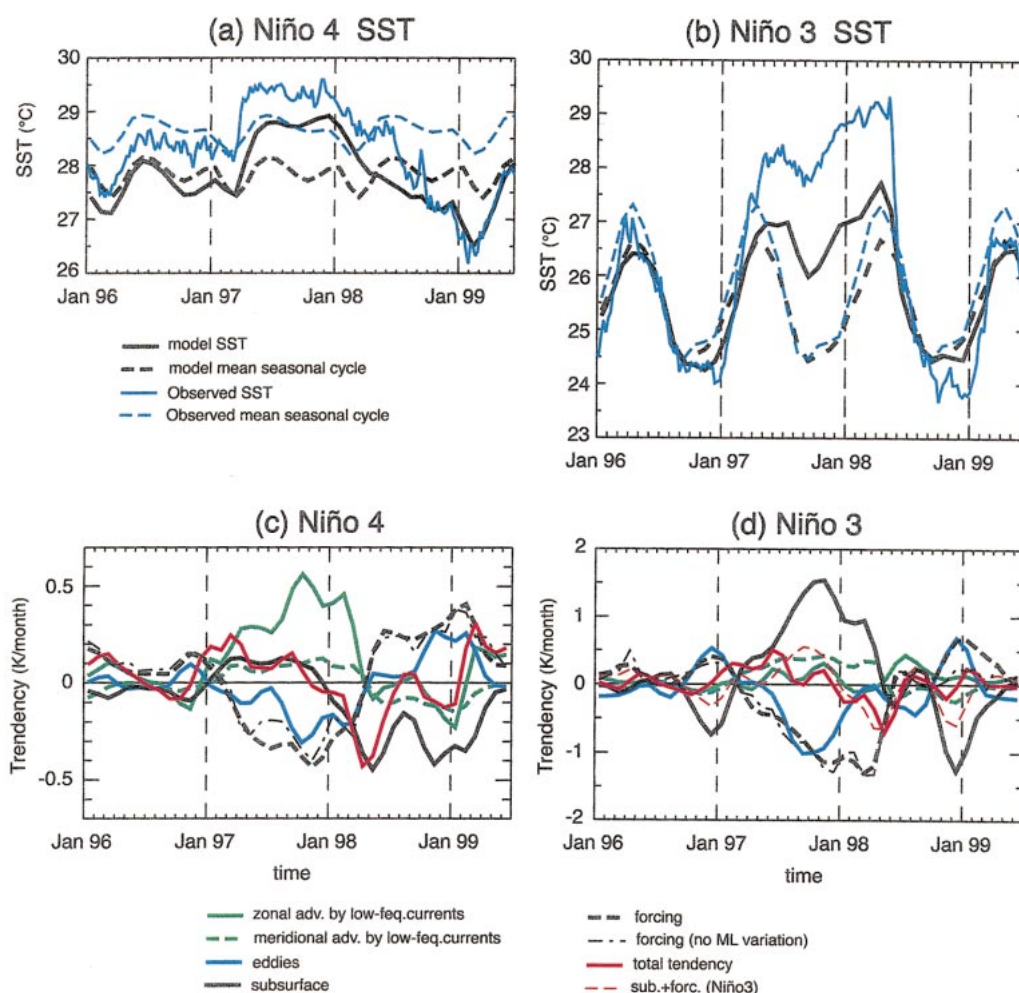 (a) Niño 4 SST
SST (°C)
30
29
28
27
26
Jan 96 Jan 97 Jan 98 Jan 99
model SST
model mean seasonal cycle
Observed SST
Observed mean seasonal cycle
(b) Niño 3 SST
SST (°C)
30
29
28
27
26
25
24
23
Jan 96 Jan 97 Jan 98 Jan 99
(c) Niño 4
Trendency (K/month)
0.5
0
-0.5
Jan 96 Jan 97 Jan 98 Jan 99
time
(d) Niño 3
Tendency (K/month)
2
1
0
-1
-2
Jan 96 Jan 97 Jan 98 Jan 99
time
zonal adv. by low-feq.currents
meridional adv. by low-feq.currents
eddies
subsurface
forcing
forcing (no ML variation)
total tendency
sub.+forc. (Niño3)